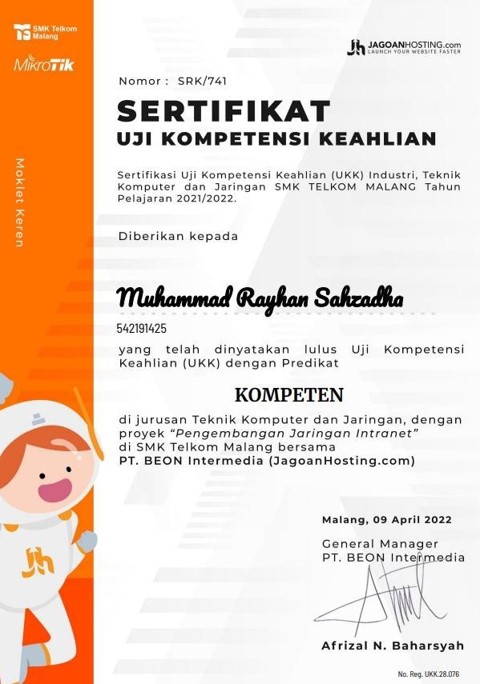 SMK Telkom
Malang
MikroTik
JAGOANHOSTING.com
LAUNCH YOUR WEBSITE FASTER
Moklet Keren
Nomor : SRK/741
SERTIFIKAT
UJI KOMPETENSI KEAHLIAN
Sertifikasi Uji Kompetensi Keahlian (UKK) Industri, Teknik
Komputer dan Jaringan SMK TELKOM MALANG Tahun
Pelajaran 2021/2022.
Diberikan kepada
Muhammad Rayhan Sahzadha
542191425
yang telah dinyatakan lulus Uji Kompetensi
Keahlian (UKK) dengan Predikat
KOMPETEN
di jurusan Teknik Komputer dan Jaringan, dengan
proyek “Pengembangan Jaringan Intranet”
di SMK Telkom Malang bersama
PT. BEON Intermedia (JagoanHosting.com)
Malang, 09 April 2022
General Manager
PT. BEON Intermedia
Afrizal N. Baharsyah
No. Reg. UKK.28.076